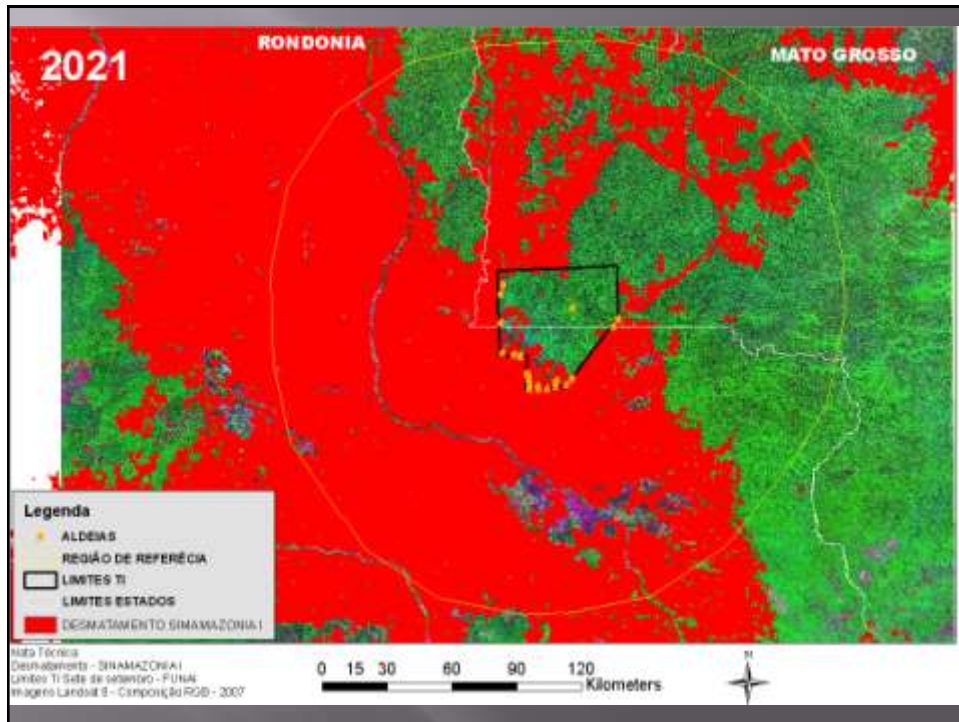 RONDONIA
MATO GROSSO
2021
Legenda
ALDEIAS
REGIÃO DE REFERÊCIA
LIMITES TI
LIMITES ESTADOS
DESMATAMENTO SIMAMAZONIA I
Nota Técnica
Desmatamento - SIMAMAZONIA I
Limites TI Sete de setembro - FUNAI
Imagens Landsat 5 - Composição RGB - 2007
0 15 30 60 90 120
Kilometers
N